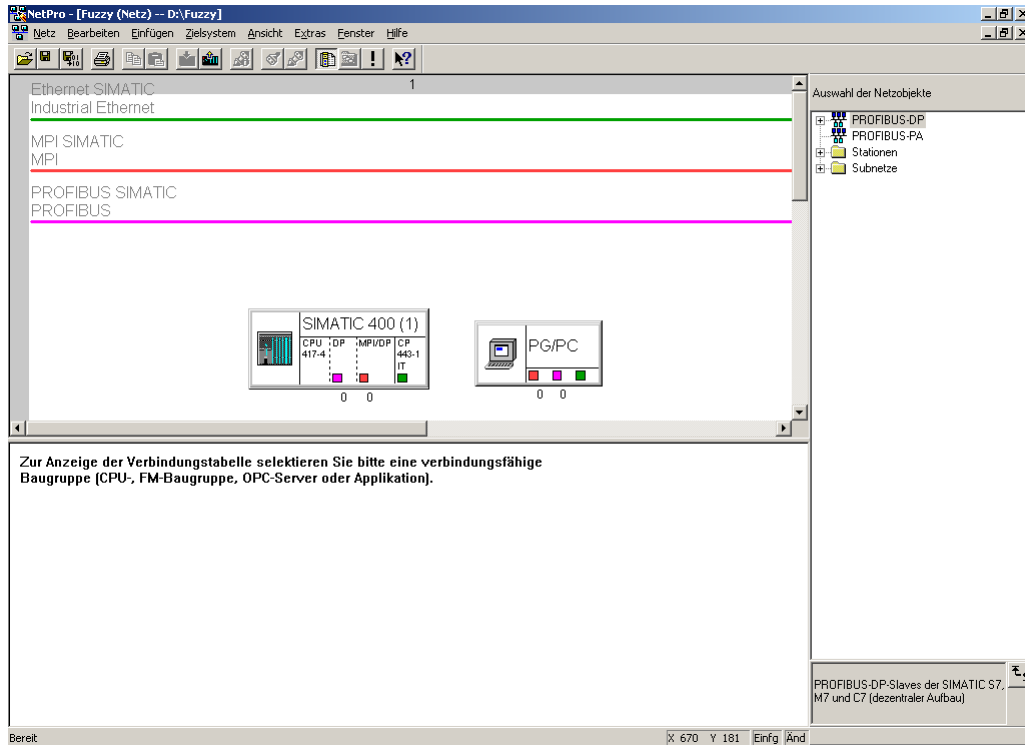 NetPro - [Fuzzy (Netz) -- D:\Fuzzy]
Netz Bearbeiten Einfügen Zielsystem Ansicht Extras Fenster Hilfe
1
Ethernet SIMATIC
Industrial Ethernet
MPI SIMATIC
MPI
PROFIBUS SIMATIC
PROFIBUS
SIMATIC 400 (1)
CPU 417-4
DP
MPI/DP
CP 443-1 IT
0 0
PG/PC
0 0
Auswahl der Netzobjekte
PROFIBUS-DP
PROFIBUS-PA
Stationen
Subnetze
Zur Anzeige der Verbindungstabelle selektieren Sie bitte eine verbindungsfähige
Baugruppe (CPU-, FM-Baugruppe, OPC-Server oder Applikation).
PROFIBUS-DP-Slaves der SIMATIC S7,
M7 und C7 (dezentraler Aufbau)
Bereit
X 670 Y 181 Einfg Änd